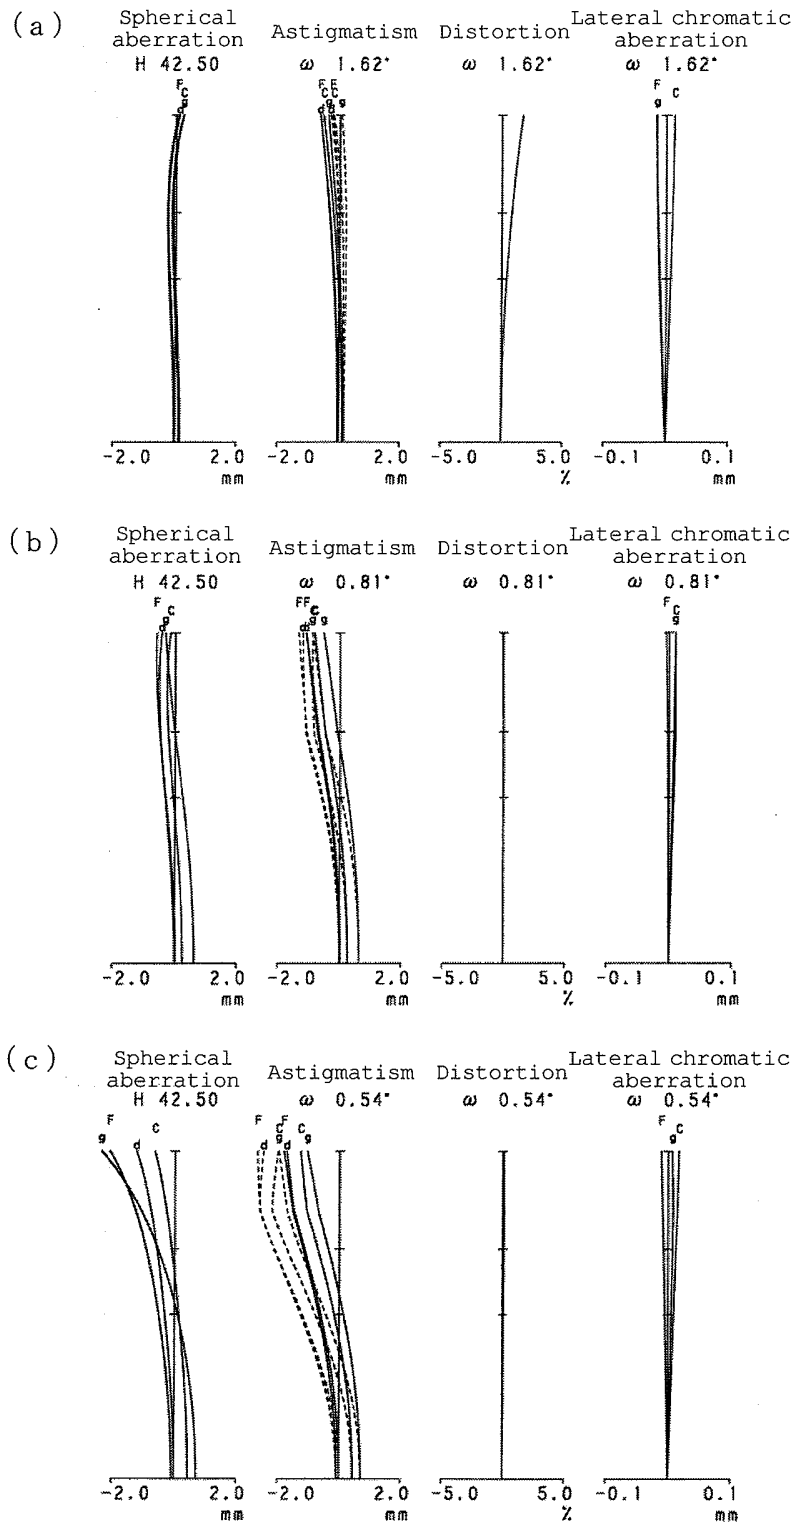 (a)
Spherical aberration
H 42.50
Astigmatism
ω 1.62°
Distortion
ω 1.62°
Lateral chromatic aberration
ω 1.62°
F
C
g
d
F F
C C
g
d d
g
F
g
C
-2.0 2.0
mm
-2.0 2.0
mm
-5.0 5.0
%
-0.1 0.1
mm
(b)
Spherical aberration
H 42.50
Astigmatism
ω 0.81°
Distortion
ω 0.81°
Lateral chromatic aberration
ω 0.81°
F
C
g
d
FF
C
g g
d
F
C
g
-2.0 2.0
mm
-2.0 2.0
mm
-5.0 5.0
%
-0.1 0.1
mm
(c)
Spherical aberration
H 42.50
Astigmatism
ω 0.54°
Distortion
ω 0.54°
Lateral chromatic aberration
ω 0.54°
F
g
d
C
F
d
C
g
F
d
C
g
F
g
C
-2.0 2.0
mm
-2.0 2.0
mm
-5.0 5.0
%
-0.1 0.1
mm